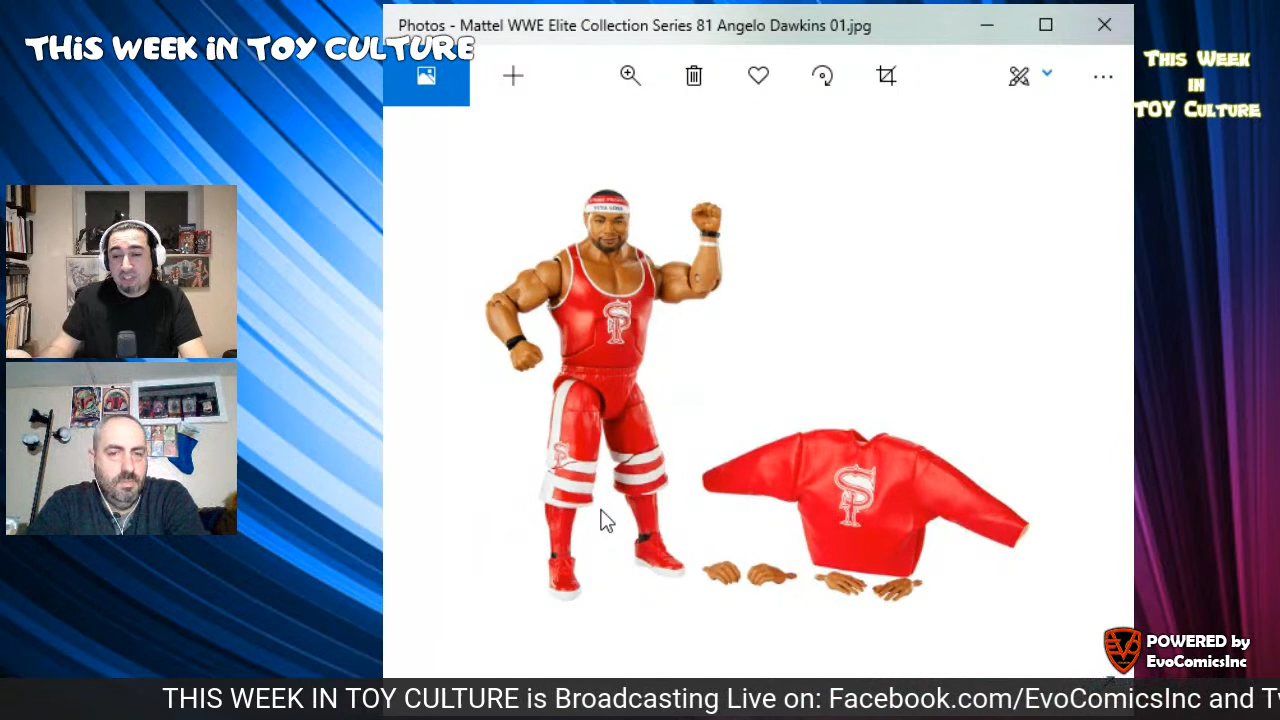 Photos - Mattel WWE Elite Collection Series 81 Angelo Dawkins 01.jpg
THiS WEEK iN TOY CULTURE
This Week
in
TOY Culture
POWERED by
EvoComicsInc
THIS WEEK IN TOY CULTURE is Broadcasting Live on: Facebook.com/EvoComicsInc and T